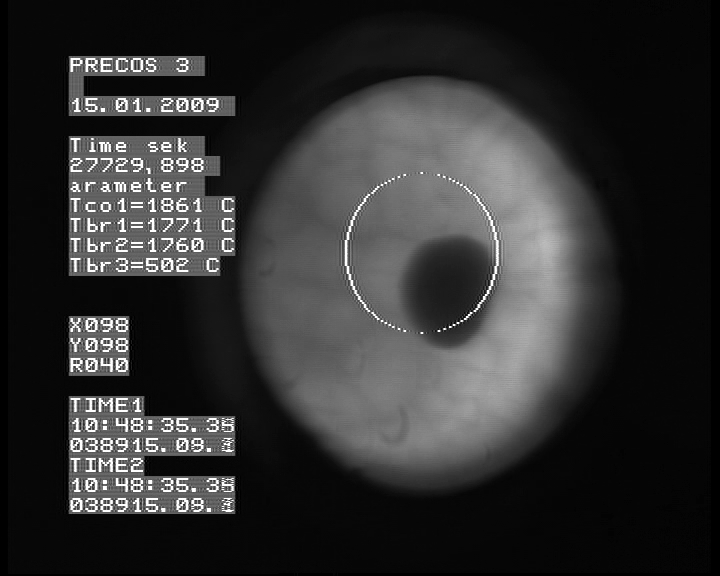 PRECOS 3
15.01.2009
Time sek
27729,898
arameter
Tco1=1861 C
Tbr1=1771 C
Tbr2=1760 C
Tbr3=502 C
X098
Y098
R040
TIME1
10:48:35.36
038915.09.
TIME2
10:48:35.36
038915.09.